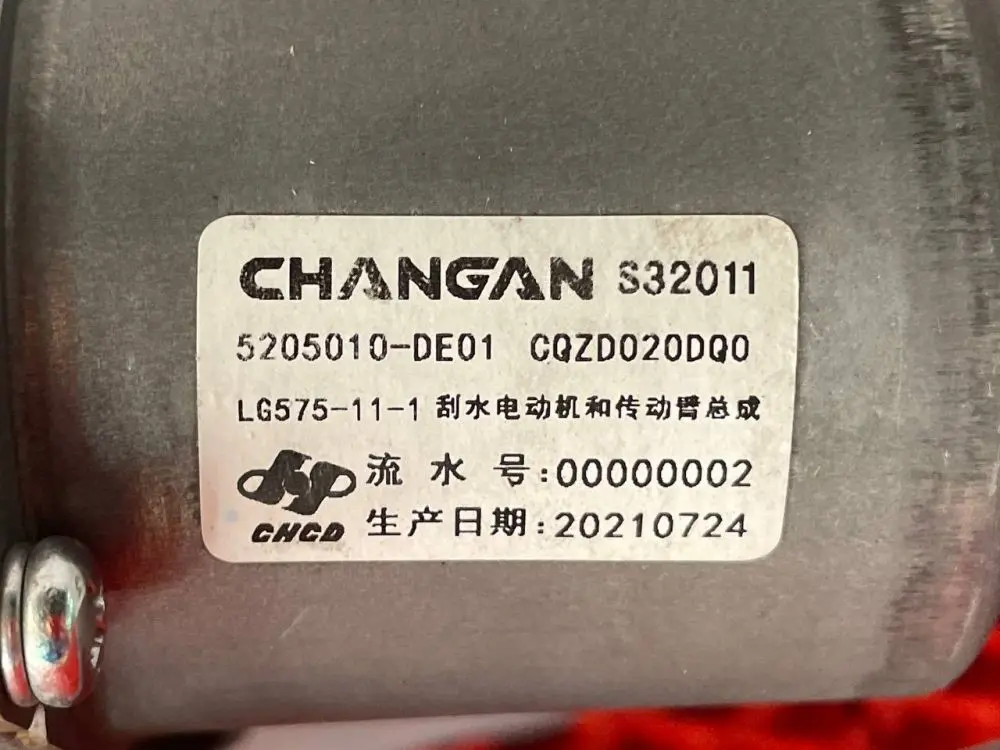 CHANGAN S32011
5205010-DE01 CQZD020DQ0
LG575-11-1 刮水电动机和传动臂总成
流水号:00000002
CHCD 生产日期:20210724